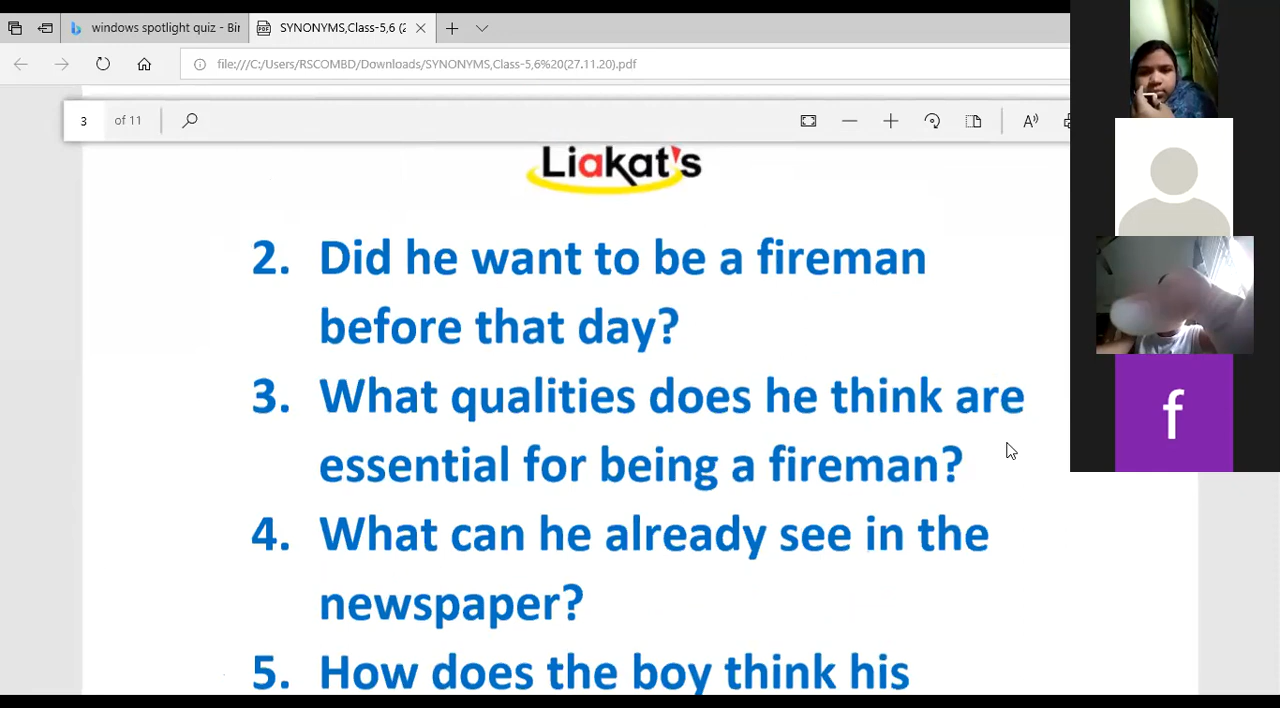 windows spotlight quiz - Bin
SYNONYMS,Class-5,6 (2
file:///C:/Users/RSCOMBD/Downloads/SYNONYMS,Class-5,6%20(27.11.20).pdf
3 of 11
Liakat's
2. Did he want to be a fireman
before that day?
3. What qualities does he think are
essential for being a fireman?
4. What can he already see in the
newspaper?
5. How does the boy think his
f